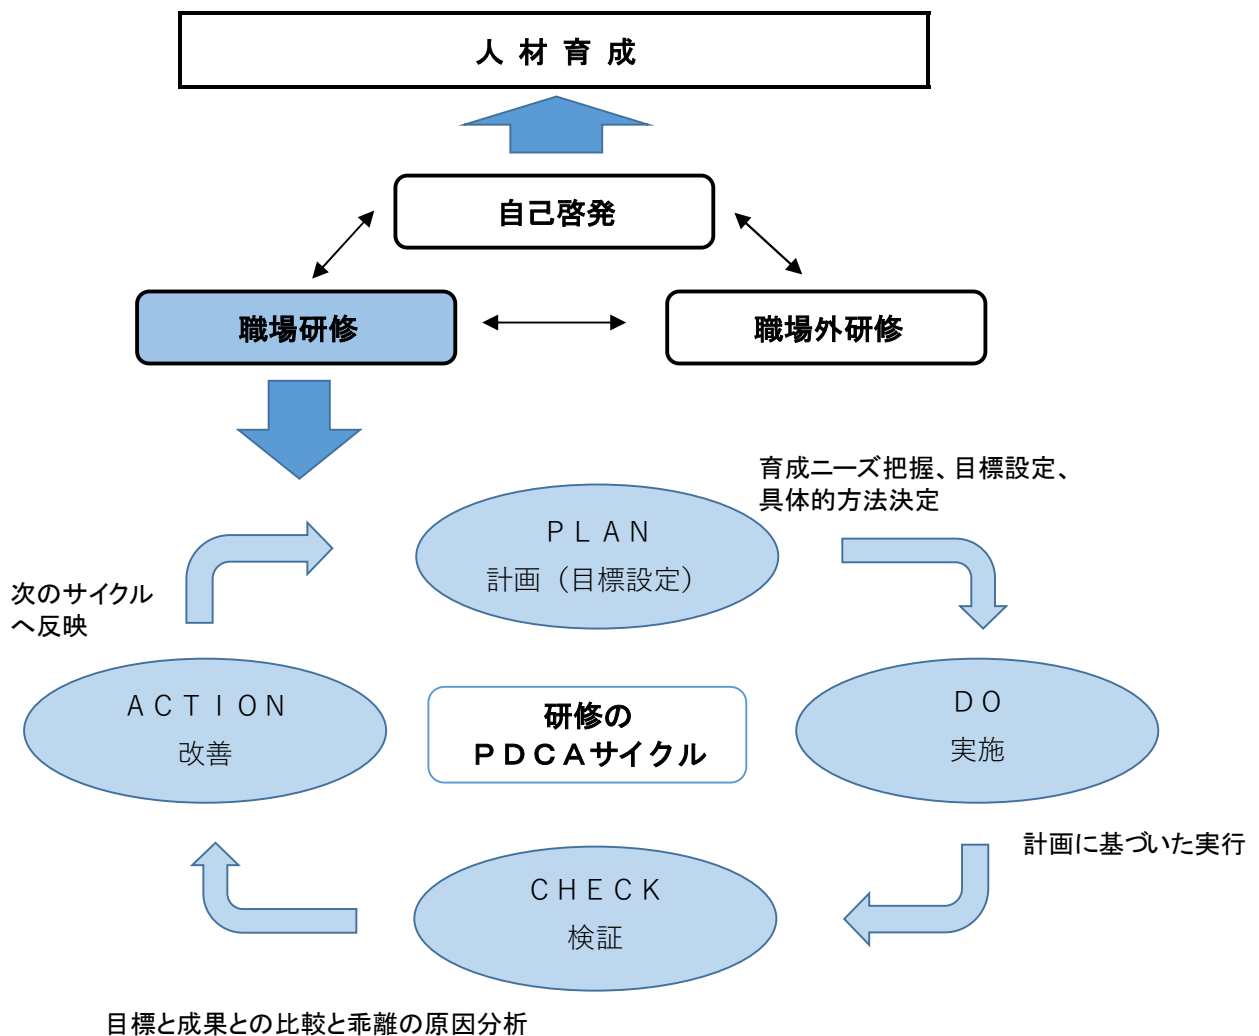 人 材 育 成
自己啓発
職場研修
職場外研修
育成ニーズ把握、目標設定、
具体的方法決定
ＰＬＡＮ
計画（目標設定）
次のサイクル
へ反映
ＡＣＴＩＯＮ
改善
研修の
ＰＤＣＡサイクル
ＤＯ
実施
計画に基づいた実行
ＣＨＥＣＫ
検証
目標と成果との比較と乖離の原因分析